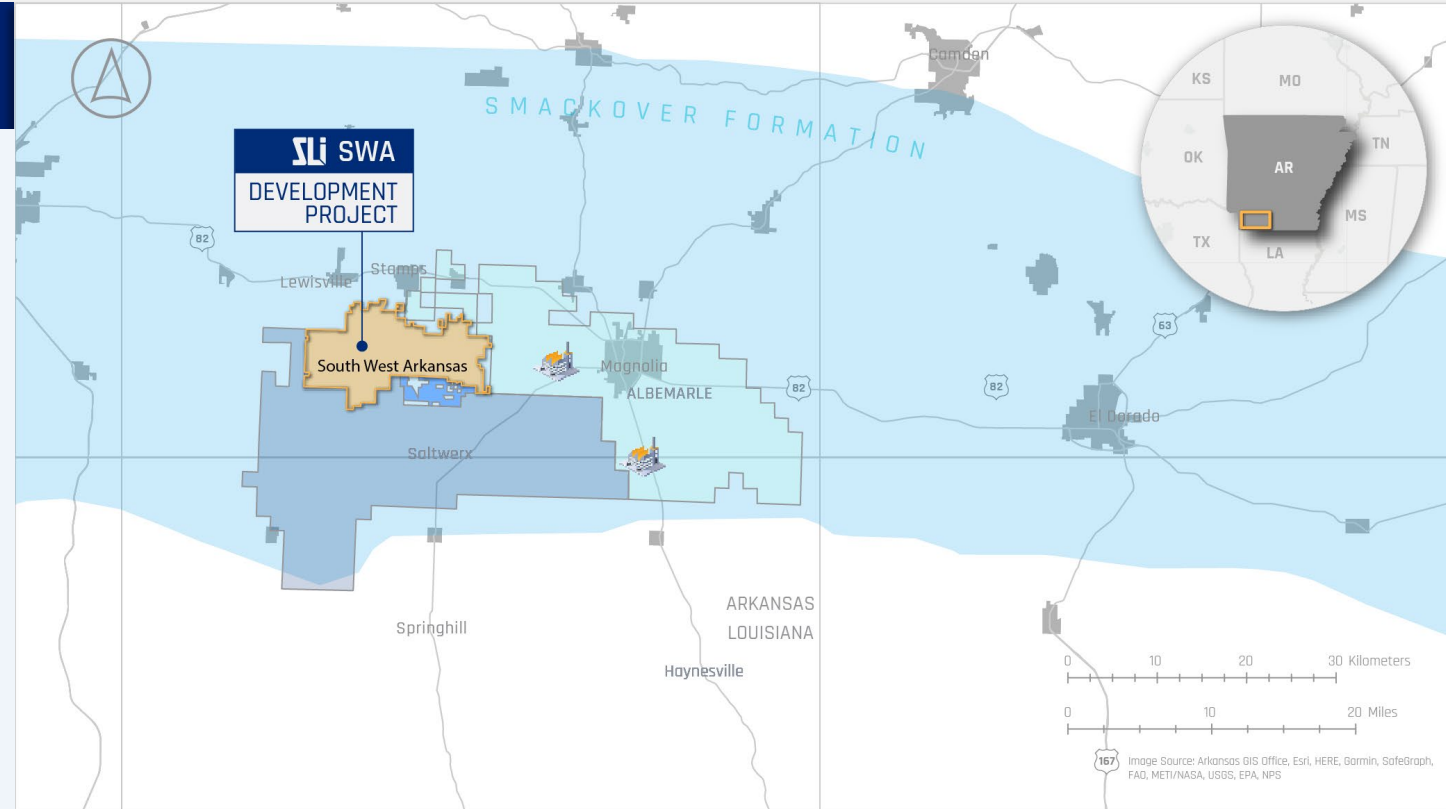 Camden
SMACKOVER FORMATION
KS
MO
OK
AR
TN
MS
TX
LA
SLi SWA
DEVELOPMENT
PROJECT
82
Lewisville
Stamps
South West Arkansas
Magnolia
ALBEMARLE
82
82
63
El Dorado
Saltwerx
ARKANSAS
LOUISIANA
Springhill
Haynesville
0 10 20 30 Kilometers
0 10 20 Miles
167
Image Source: Arkansas GIS Office, Esri, HERE, Garmin, SafeGraph,
FAO, METI/NASA, USGS, EPA, NPS